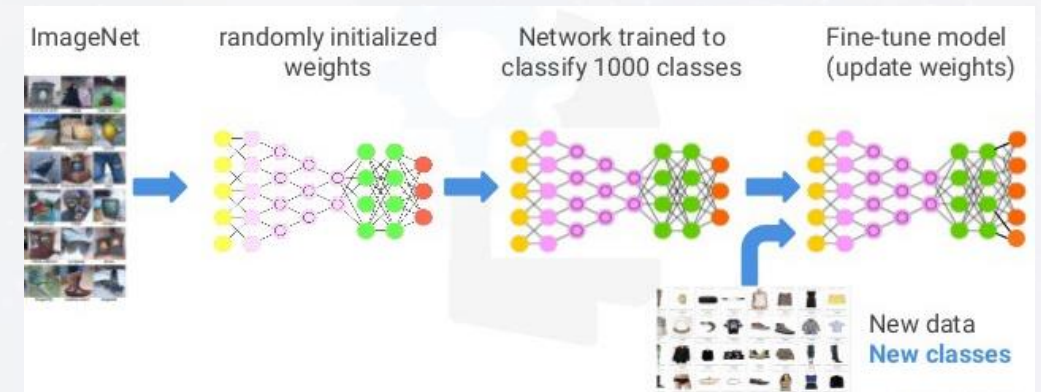 ImageNet
randomly initialized
weights
Network trained to
classify 1000 classes
Fine-tune model
(update weights)
New data
New classes